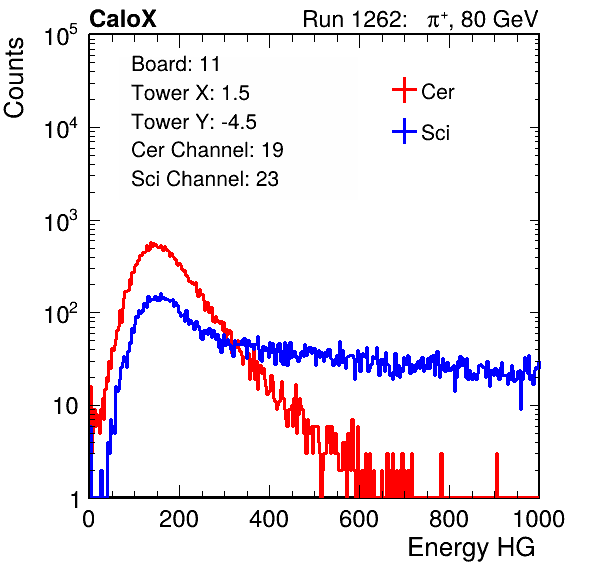 CaloX Run 1262: π⁺, 80 GeV
Counts
10⁵
10⁴
10³
10²
10
1
Board: 11
Tower X: 1.5
Tower Y: -4.5
Cer Channel: 19
Sci Channel: 23
Cer
Sci
0 200 400 600 800 1000
Energy HG